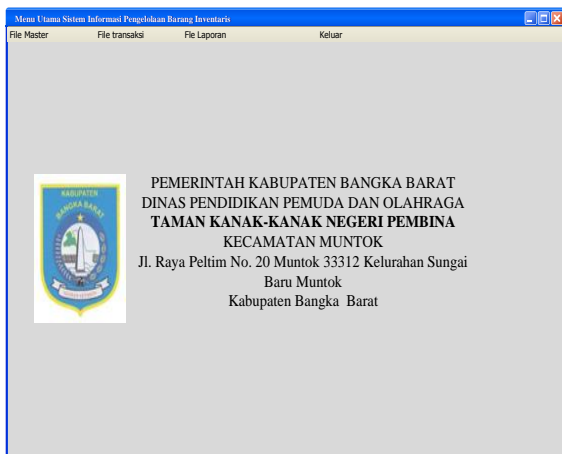 Menu Utama Sistem Informasi Pengelolaan Barang Inventaris
File Master File transaksi Fle Laporan Keluar
PEMERINTAH KABUPATEN BANGKA BARAT
DINAS PENDIDIKAN PEMUDA DAN OLAHRAGA
TAMAN KANAK-KANAK NEGERI PEMBINA
KECAMATAN MUNTOK
Jl. Raya Peltim No. 20 Muntok 33312 Kelurahan Sungai
Baru Muntok
Kabupaten Bangka Barat
KABUPATEN
BANGKA BARAT